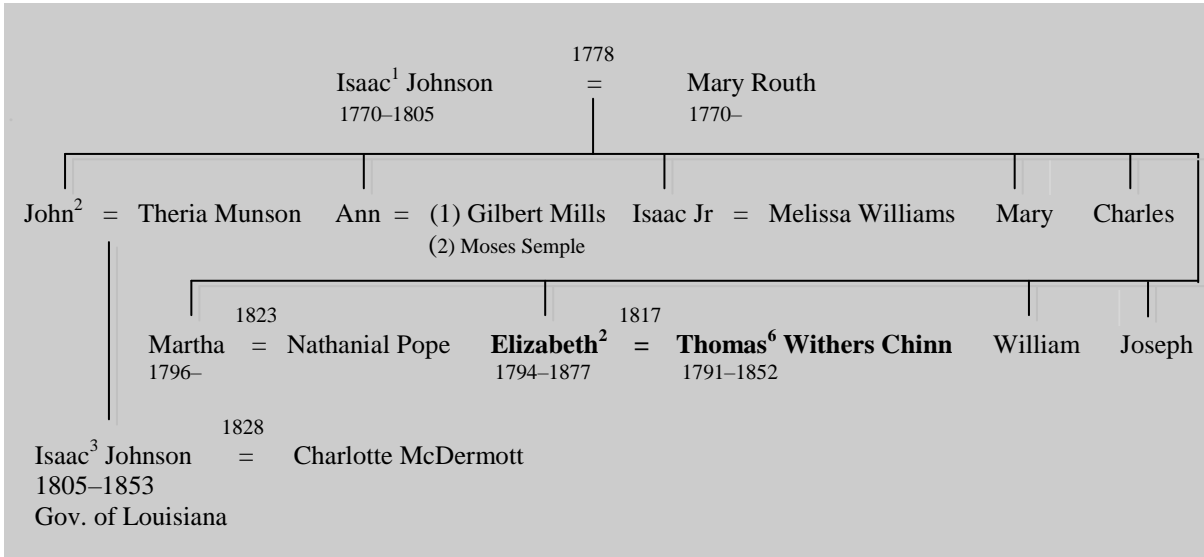 1778
Isaac¹ Johnson = Mary Routh
1770–1805 1770–
John² = Theria Munson Ann = (1) Gilbert Mills Isaac Jr = Melissa Williams Mary Charles
(2) Moses Semple
1823 1817
Martha = Nathanial Pope Elizabeth² = Thomas⁶ Withers Chinn William Joseph
1796– 1794–1877 1791–1852
1828
Isaac³ Johnson = Charlotte McDermott
1805–1853
Gov. of Louisiana